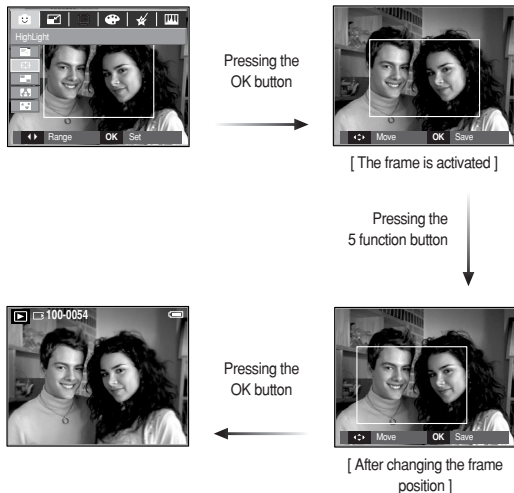 HighLight
Range OK Set
Pressing the
OK button
Move OK Save
[ The frame is activated ]
Pressing the
5 function button
Move OK Save
[ After changing the frame
position ]
Pressing the
OK button
100-0054